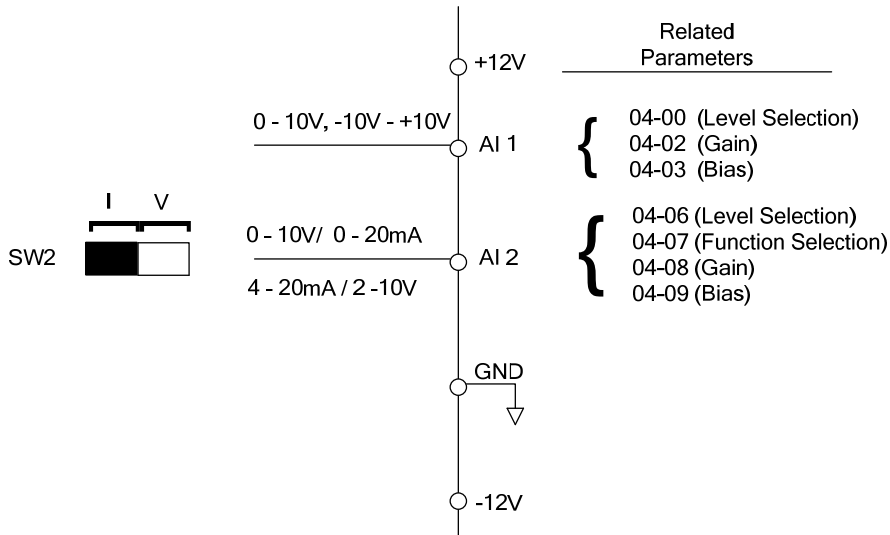 Related
Parameters
+12V
0 - 10V, -10V - +10V
AI 1
04-00 (Level Selection)
04-02 (Gain)
04-03 (Bias)
I V
SW2
0 - 10V/ 0 - 20mA
4 - 20mA / 2 -10V
AI 2
04-06 (Level Selection)
04-07 (Function Selection)
04-08 (Gain)
04-09 (Bias)
GND
-12V